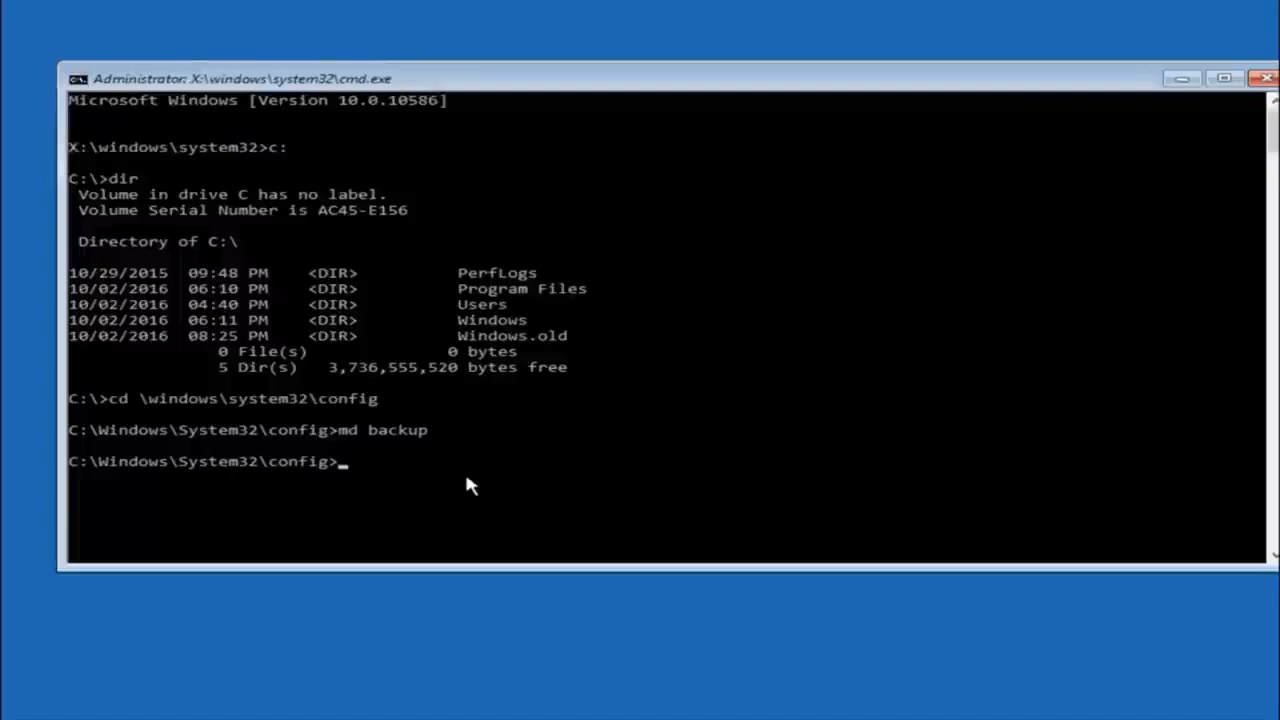 Administrator: X:\windows\system32\cmd.exe
Microsoft Windows [Version 10.0.10586]
X:\windows\system32>c:
C:\>dir
Volume in drive C has no label.
Volume Serial Number is AC45-E156
Directory of C:\
10/29/2015 09:48 PM <DIR> PerfLogs
10/02/2016 06:10 PM <DIR> Program Files
10/02/2016 04:40 PM <DIR> Users
10/02/2016 06:11 PM <DIR> Windows
10/02/2016 08:25 PM <DIR> Windows.old
0 File(s) 0 bytes
5 Dir(s) 3,736,555,520 bytes free
C:\>cd \windows\system32\config
C:\Windows\System32\config>md backup
C:\Windows\System32\config>_